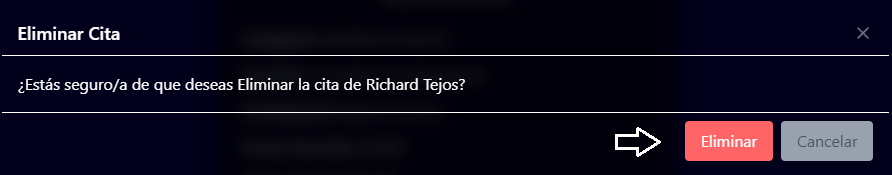 Eliminar Cita
¿Estás seguro/a de que deseas Eliminar la cita de Richard Tejos?
Eliminar Cancelar